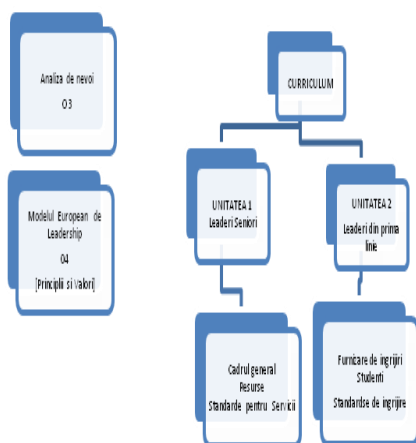 Analiza de nevoi
O3
Modelul European de
Leadership
O4
[Principii si Valori]
CURRICULUM
UNITATEA 1
Leaderi Seniori
UNITATEA 2
Leaderi din prima
linie
Cadrul general
Resurse
Standarde pentru Servicii
Furnizare de ingrijiri
Studenti
Standardse de ingrijire